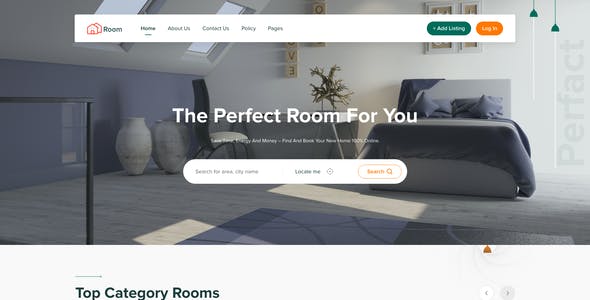 Room
Home
About Us
Contact Us
Policy
Pages
+ Add Listing
Log In
LOVE
Perfact
The Perfect Room For You
Save Time, Energy And Money – Find And Book Your New Home 100% Online.
Search for area, city name
Locate me
Search
Top Category Rooms